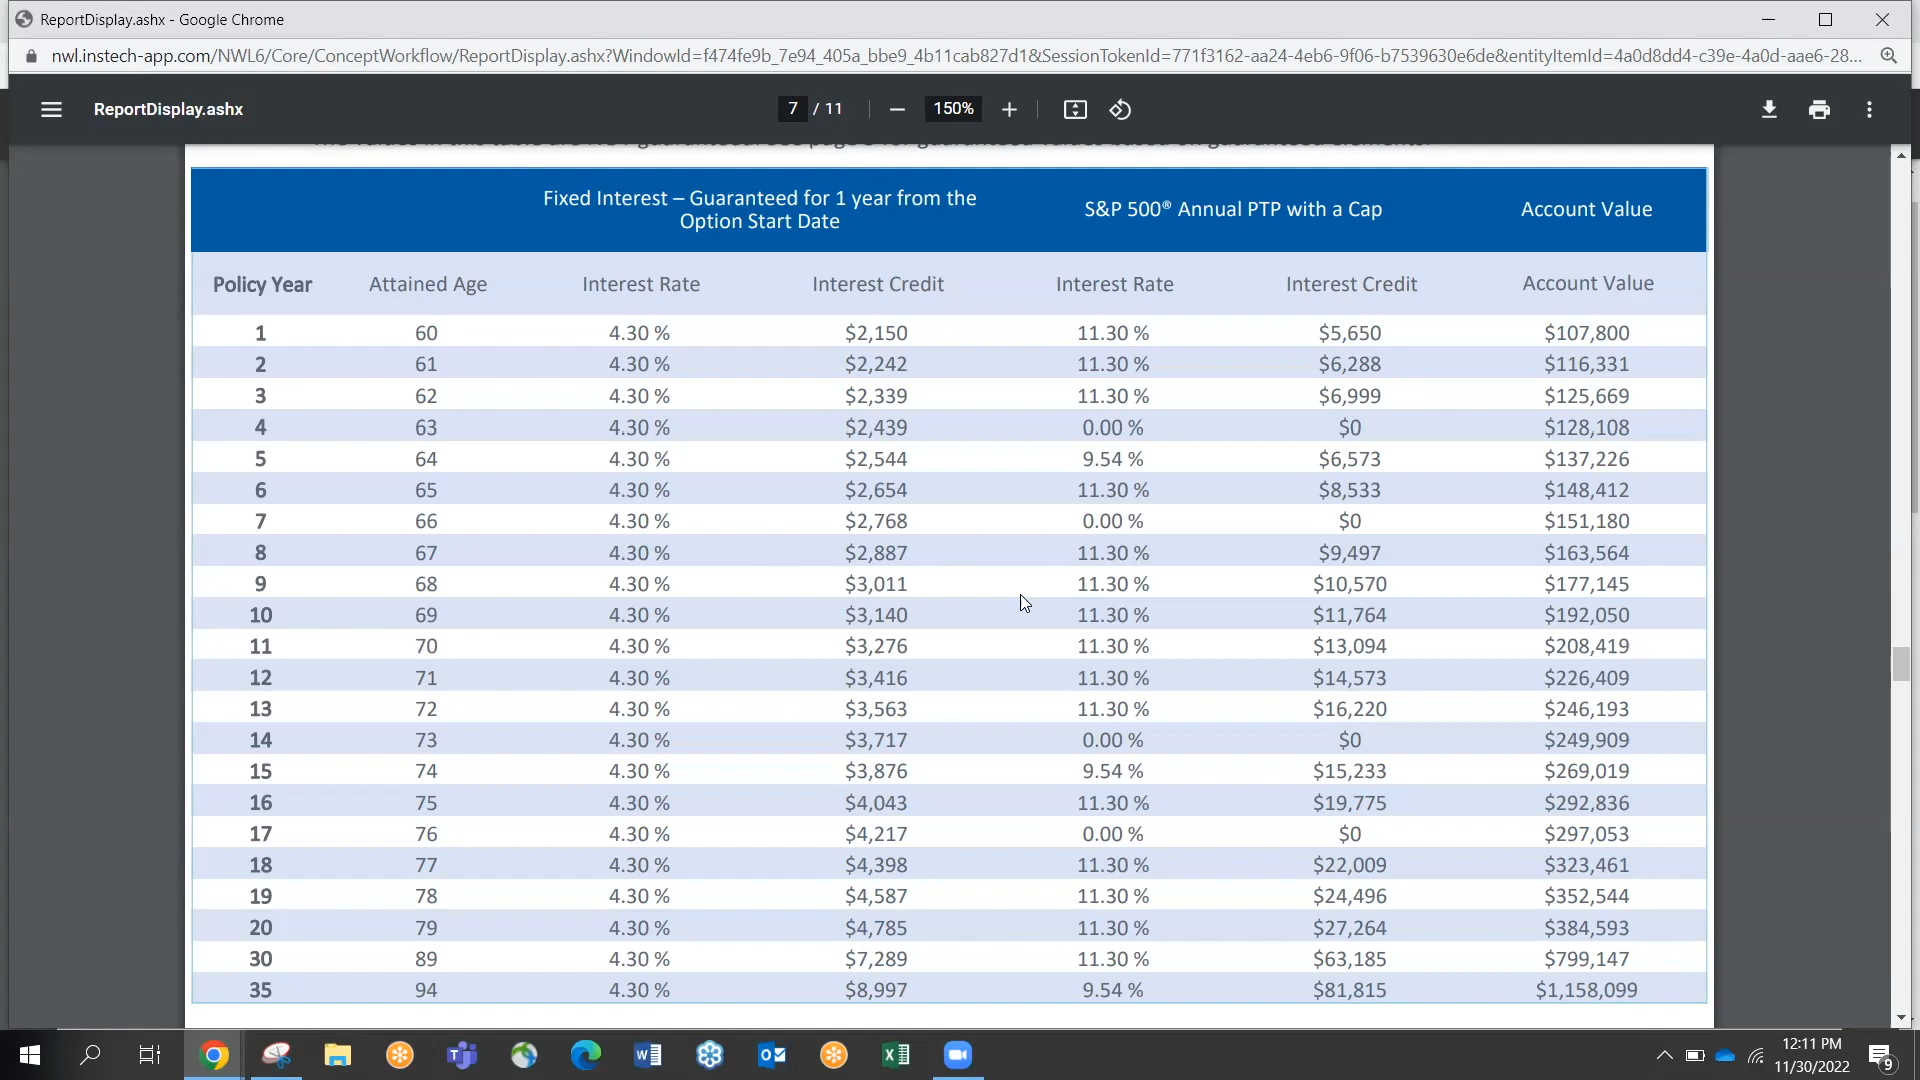 ReportDisplay.ashx - Google Chrome
nwl.instech-app.com/NWL6/Core/ConceptWorkflow/ReportDisplay.ashx?WindowId=f474fe9b_7e94_405a_bbe9_4b11cab827d1&SessionTokenId=771f3162-aa24-4eb6-9f06-b7539630e6de&entityItemId=4a0d8dd4-c39e-4a0d-aae6-28...
ReportDisplay.ashx 7 / 11 150%
Fixed Interest – Guaranteed for 1 year from the
Option Start Date
S&P 500® Annual PTP with a Cap
Account Value
Policy Year Attained Age Interest Rate Interest Credit Interest Rate Interest Credit Account Value
1 60 4.30 % $2,150 11.30 % $5,650 $107,800
2 61 4.30 % $2,242 11.30 % $6,288 $116,331
3 62 4.30 % $2,339 11.30 % $6,999 $125,669
4 63 4.30 % $2,439 0.00 % $0 $128,108
5 64 4.30 % $2,544 9.54 % $6,573 $137,226
6 65 4.30 % $2,654 11.30 % $8,533 $148,412
7 66 4.30 % $2,768 0.00 % $0 $151,180
8 67 4.30 % $2,887 11.30 % $9,497 $163,564
9 68 4.30 % $3,011 11.30 % $10,570 $177,145
10 69 4.30 % $3,140 11.30 % $11,764 $192,050
11 70 4.30 % $3,276 11.30 % $13,094 $208,419
12 71 4.30 % $3,416 11.30 % $14,573 $226,409
13 72 4.30 % $3,563 11.30 % $16,220 $246,193
14 73 4.30 % $3,717 0.00 % $0 $249,909
15 74 4.30 % $3,876 9.54 % $15,233 $269,019
16 75 4.30 % $4,043 11.30 % $19,775 $292,836
17 76 4.30 % $4,217 0.00 % $0 $297,053
18 77 4.30 % $4,398 11.30 % $22,009 $323,461
19 78 4.30 % $4,587 11.30 % $24,496 $352,544
20 79 4.30 % $4,785 11.30 % $27,264 $384,593
30 89 4.30 % $7,289 11.30 % $63,185 $799,147
35 94 4.30 % $8,997 9.54 % $81,815 $1,158,099
12:11 PM
11/30/2022
9